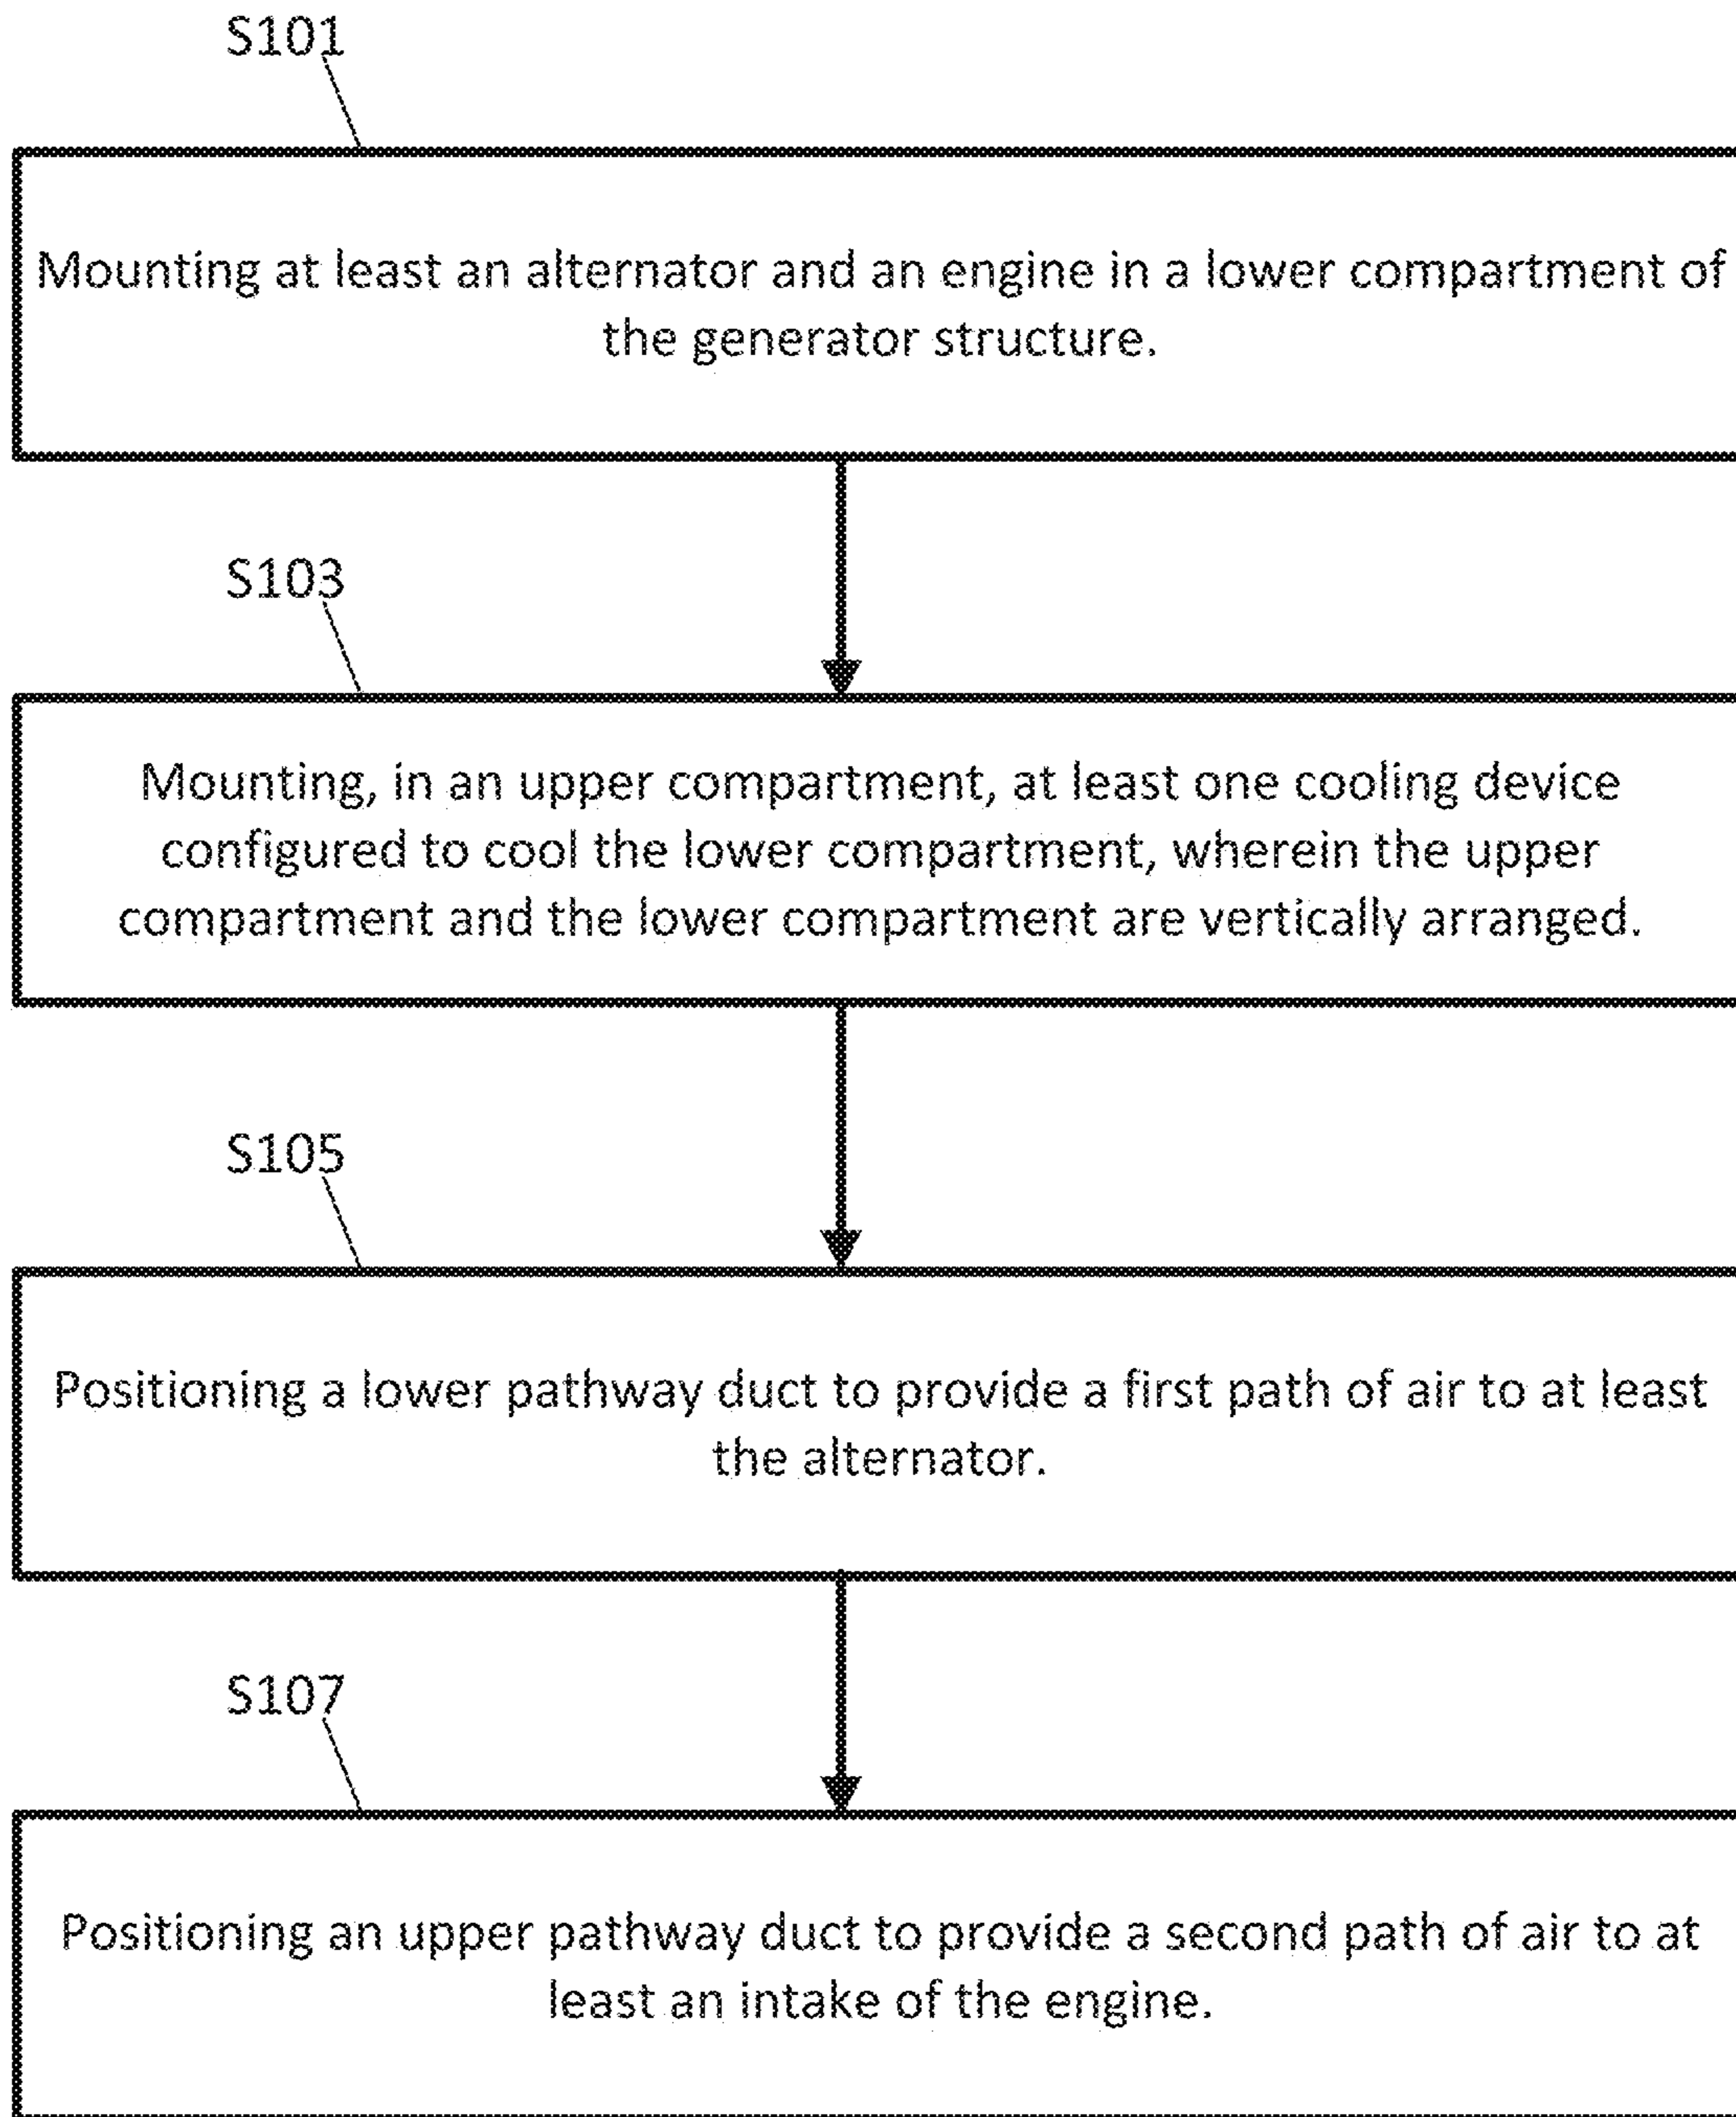 S101
Mounting at least an alternator and an engine in a lower compartment of
the generator structure.
S103
Mounting, in an upper compartment, at least one cooling device
configured to cool the lower compartment, wherein the upper
compartment and the lower compartment are vertically arranged.
S105
Positioning a lower pathway duct to provide a first path of air to at least
the alternator.
S107
Positioning an upper pathway duct to provide a second path of air to at
least an intake of the engine.